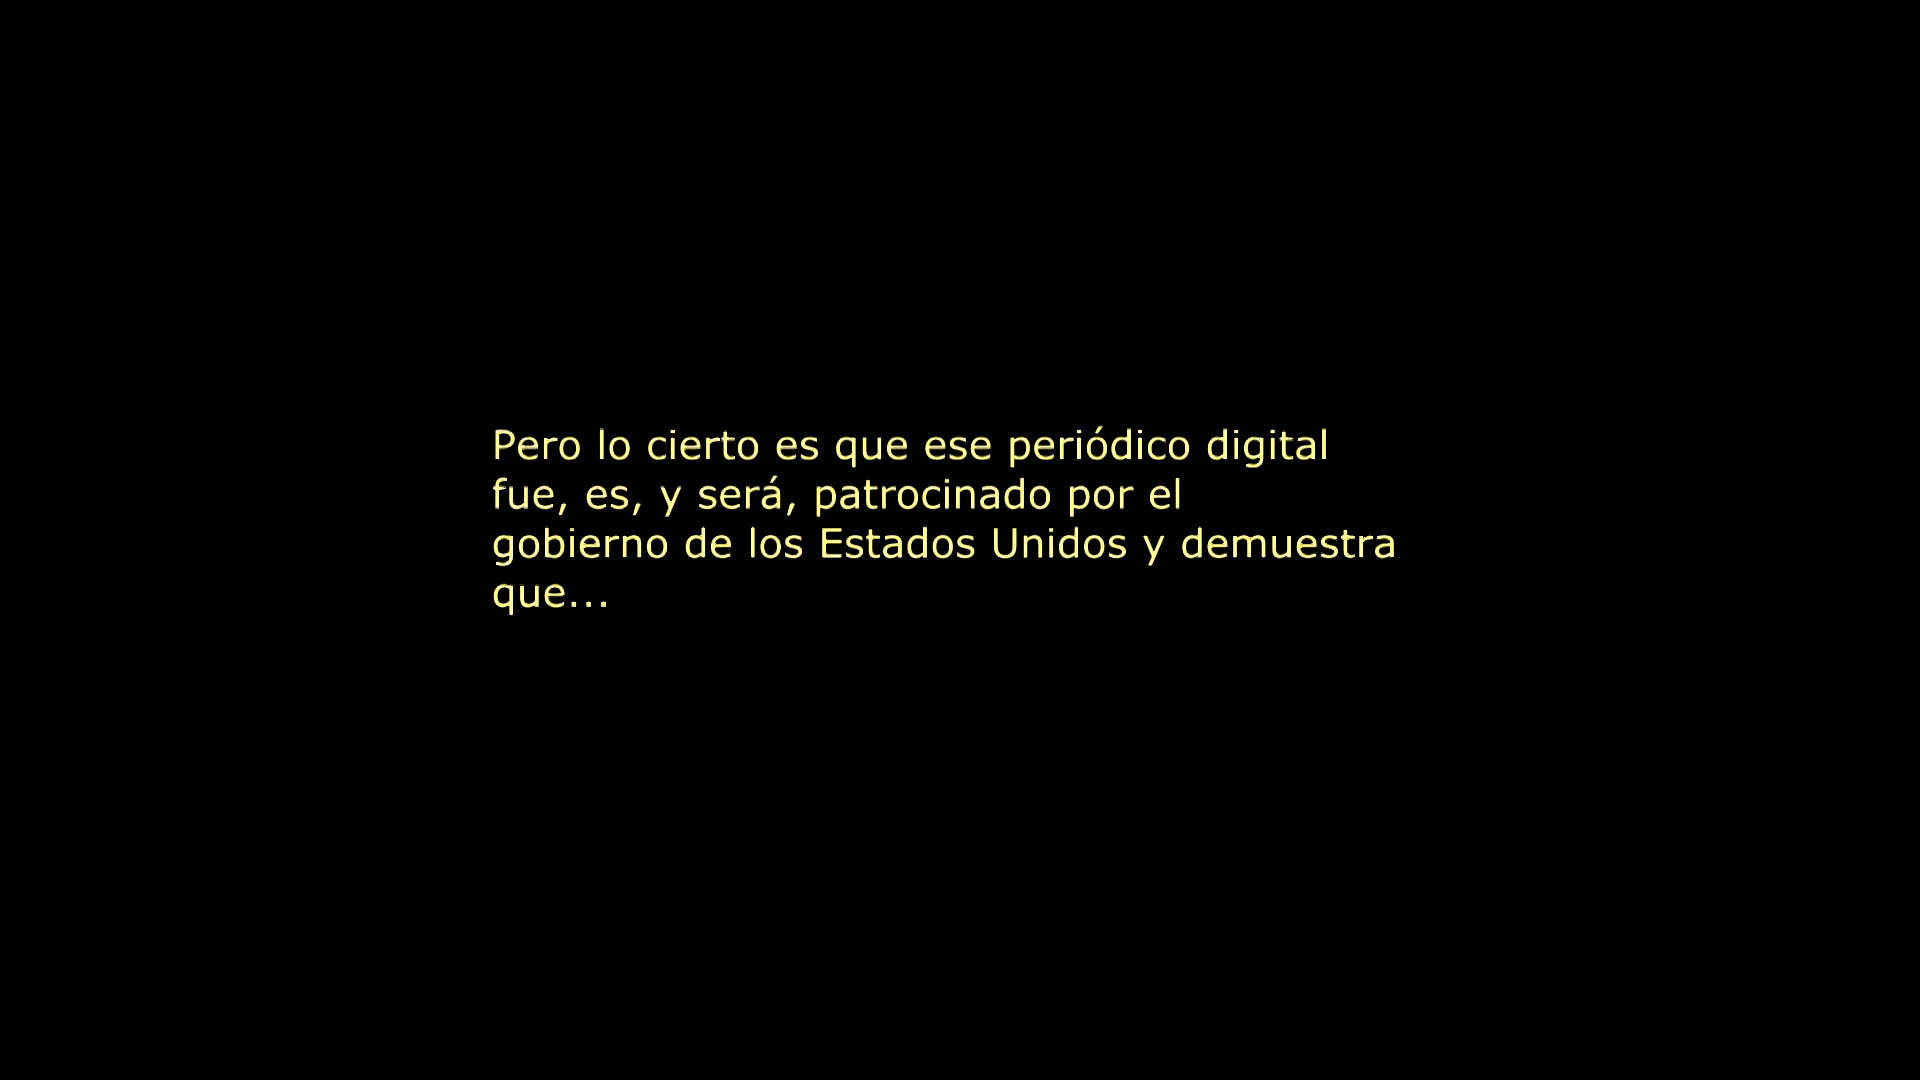 Pero lo cierto es que ese periódico digital
fue, es, y será, patrocinado por el
gobierno de los Estados Unidos y demuestra
que...